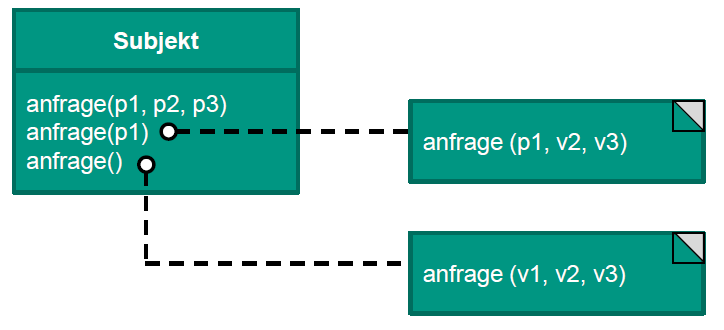 Subjekt
anfrage(p1, p2, p3)
anfrage(p1)
anfrage()
anfrage (p1, v2, v3)
anfrage (v1, v2, v3)